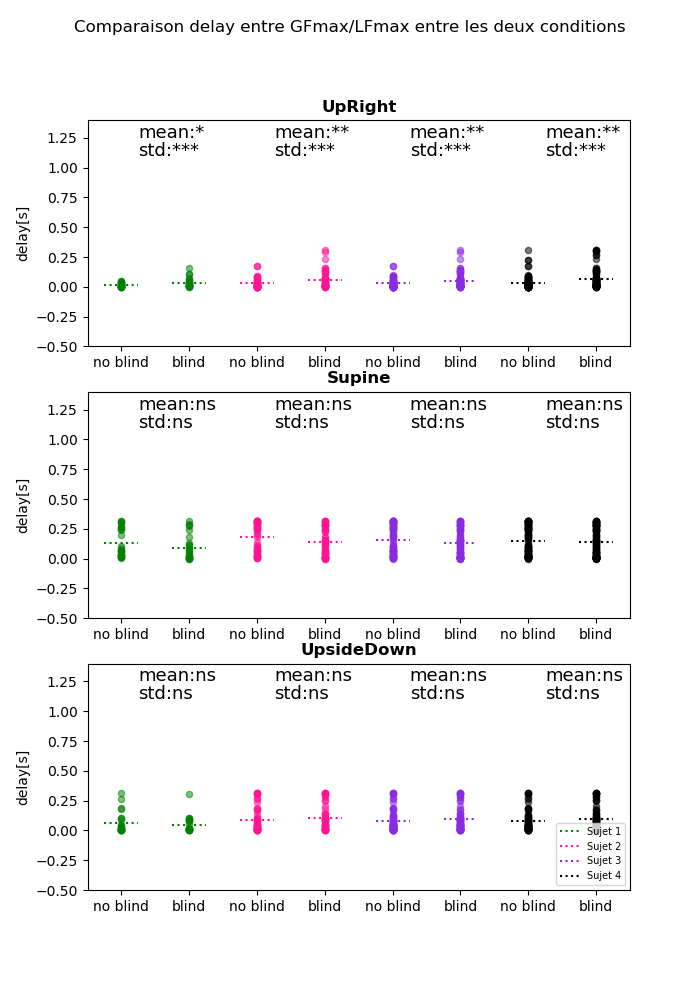 Comparaison delay entre GFmax/LFmax entre les deux conditions
UpRight
mean:* mean:** mean:** mean:**
std:*** std:*** std:*** std:***
1.25
1.00
0.75
0.50
0.25
0.00
−0.25
−0.50
delay[s]
no blind blind no blind blind no blind blind no blind blind
Supine
mean:ns mean:ns mean:ns mean:ns
std:ns std:ns std:ns std:ns
1.25
1.00
0.75
0.50
0.25
0.00
−0.25
−0.50
delay[s]
no blind blind no blind blind no blind blind no blind blind
UpsideDown
mean:ns mean:ns mean:ns mean:ns
std:ns std:ns std:ns std:ns
1.25
1.00
0.75
0.50
0.25
0.00
−0.25
−0.50
delay[s]
Sujet 1
Sujet 2
Sujet 3
Sujet 4
no blind blind no blind blind no blind blind no blind blind